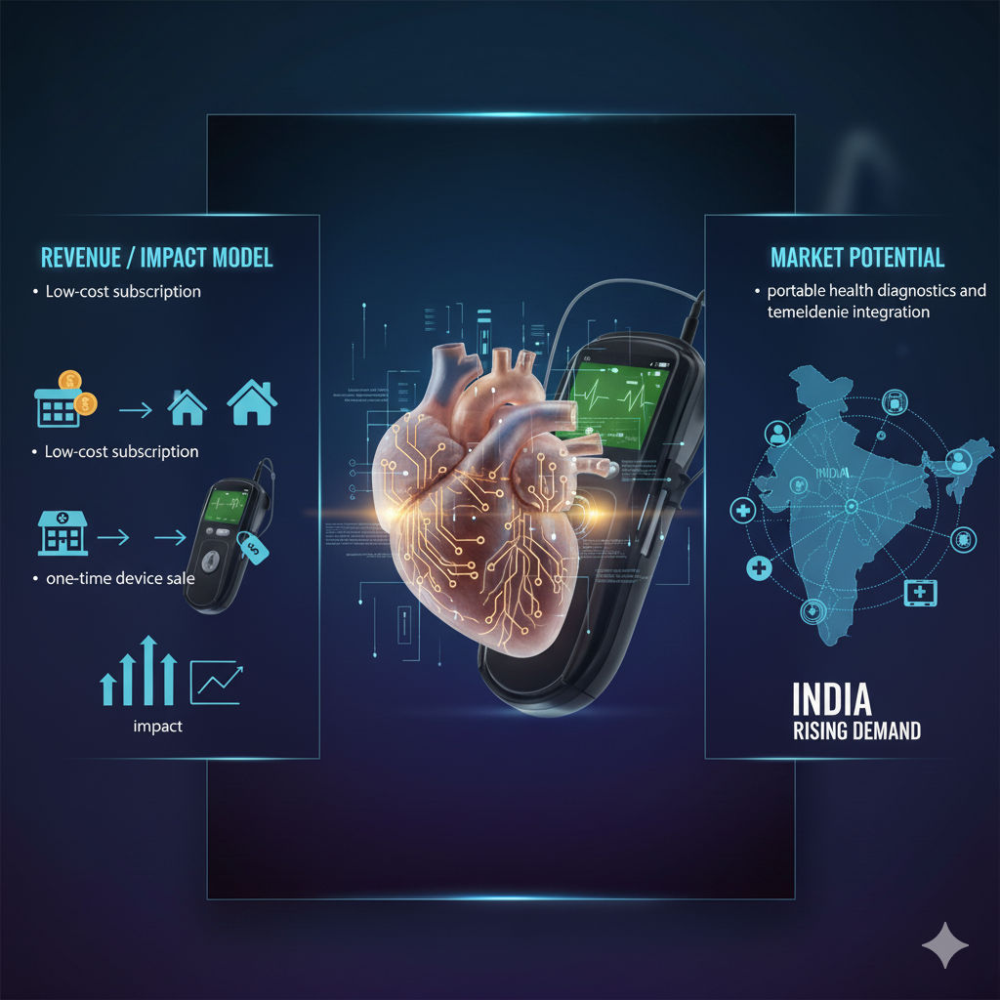 REVENUE / IMPACT MODEL
• Low-cost subscription
• Low-cost subscription
• one-time device sale
impact
MARKET POTENTIAL
• portable health diagnostics and
temeldenie integration
INDIA
INDIA
RISING DEMAND